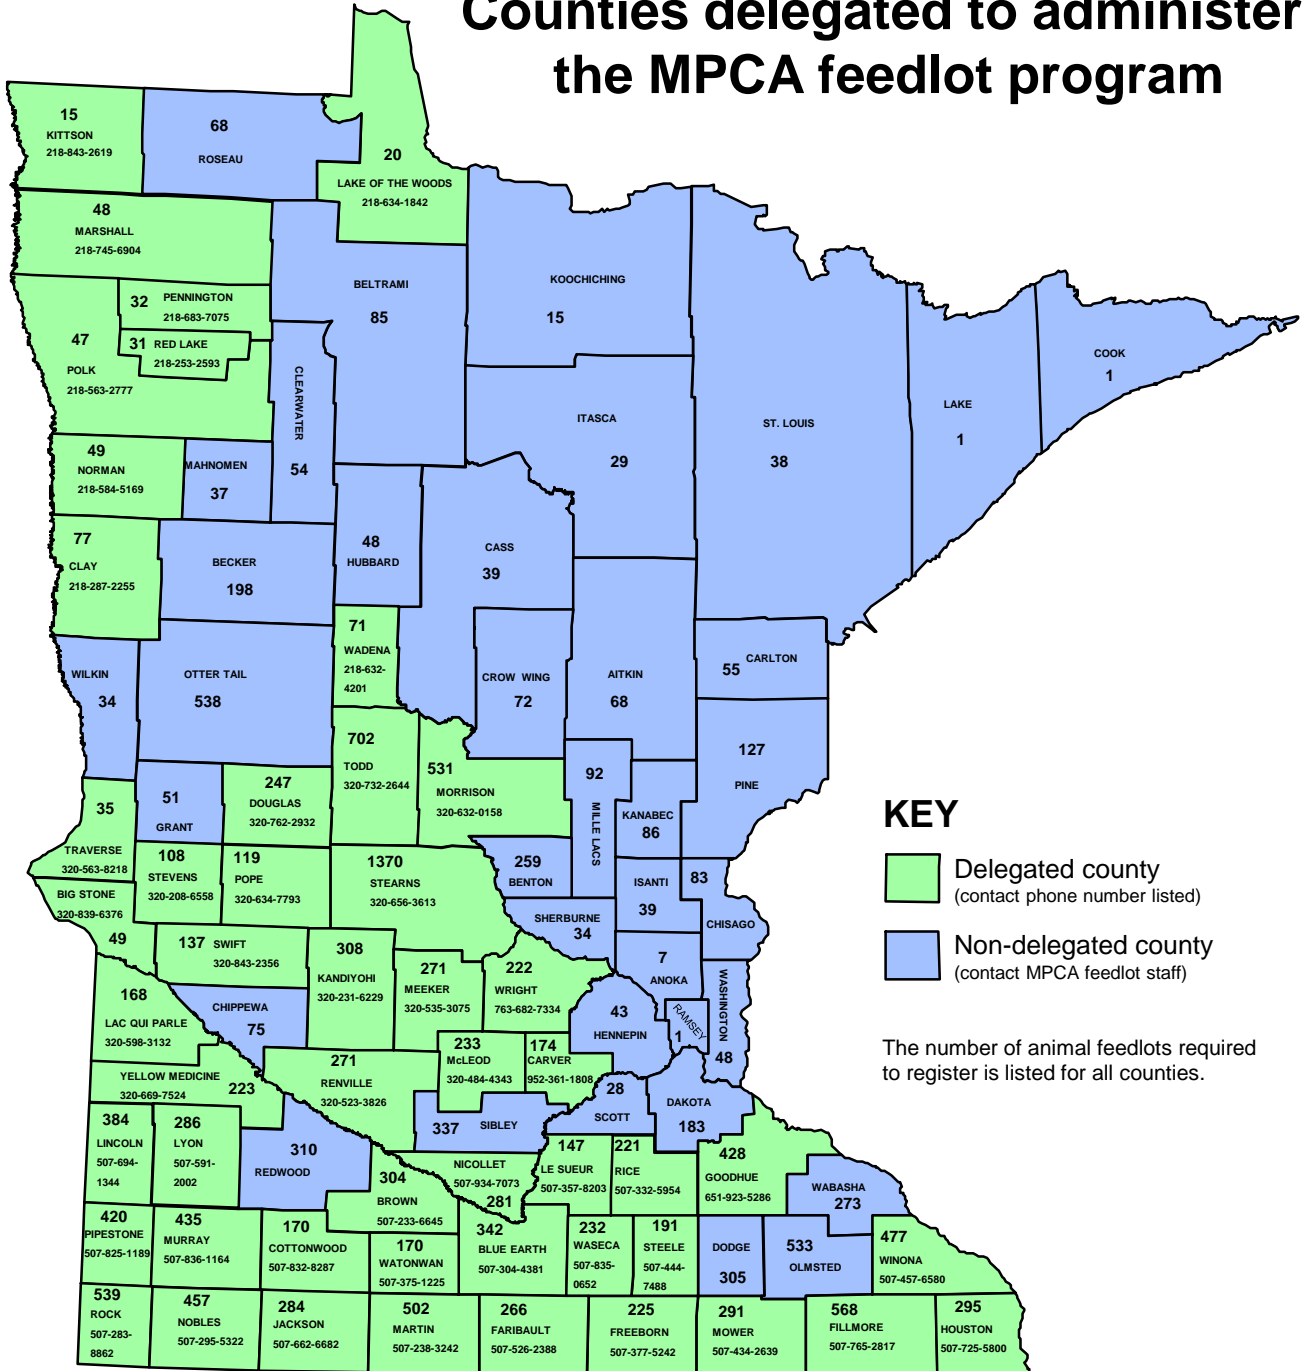 Counties delegated to administer
the MPCA feedlot program
15
KITTSON
218-843-2619
68
ROSEAU
20
LAKE OF THE WOODS
218-634-1842
48
MARSHALL
218-745-6904
BELTRAMI
85
KOOCHICHING
15
32 PENNINGTON
218-683-7075
31 RED LAKE
218-253-2593
47
POLK
218-563-2777
CLEARWATER
54
ITASCA
29
ST. LOUIS
38
LAKE
1
COOK
1
49
NORMAN
218-584-5169
MAHNOMEN
37
77
CLAY
218-287-2255
BECKER
198
48
HUBBARD
CASS
39
71
WADENA
218-632-
4201
WILKIN
34
OTTER TAIL
538
CROW WING
72
AITKIN
68
55 CARLTON
127
PINE
702
TODD
320-732-2644
531
MORRISON
320-632-0158
92
MILLE LACS
KANABEC
86
35
TRAVERSE
320-563-8218
51
GRANT
247
DOUGLAS
320-762-2932
108
STEVENS
320-208-6558
119
POPE
320-634-7793
1370
STEARNS
320-656-3613
259
BENTON
ISANTI
39
83
CHISAGO
BIG STONE
320-839-6376
49
SHERBURNE
34
137 SWIFT
320-843-2356
308
KANDIYOHI
320-231-6229
271
MEEKER
320-535-3075
222
WRIGHT
763-682-7334
7
ANOKA
WASHINGTON
48
RAMSEY
1
43
HENNEPIN
168
LAC QUI PARLE
320-598-3132
CHIPPEWA
75
233
McLEOD
320-484-4343
174
CARVER
952-361-1808
YELLOW MEDICINE
320-669-7524
223
271
RENVILLE
320-523-3826
28
SCOTT
DAKOTA
183
384
LINCOLN
507-694-
1344
286
LYON
507-591-
2002
310
REDWOOD
337 SIBLEY
NICOLLET
507-934-7073
281
147
LE SUEUR
507-357-8203
221
RICE
507-332-5954
428
GOODHUE
651-923-5286
WABASHA
273
304
BROWN
507-233-6645
420
PIPESTONE
507-825-1189
435
MURRAY
507-836-1164
170
COTTONWOOD
507-832-8287
170
WATONWAN
507-375-1225
342
BLUE EARTH
507-304-4381
232
WASECA
507-835-
0652
191
STEELE
507-444-
7488
DODGE
305
533
OLMSTED
477
WINONA
507-457-6580
539
ROCK
507-283-
8862
457
NOBLES
507-295-5322
284
JACKSON
507-662-6682
502
MARTIN
507-238-3242
266
FARIBAULT
507-526-2388
225
FREEBORN
507-377-5242
291
MOWER
507-434-2639
568
FILLMORE
507-765-2817
295
HOUSTON
507-725-5800
KEY
Delegated county
(contact phone number listed)
Non-delegated county
(contact MPCA feedlot staff)
The number of animal feedlots required
to register is listed for all counties.